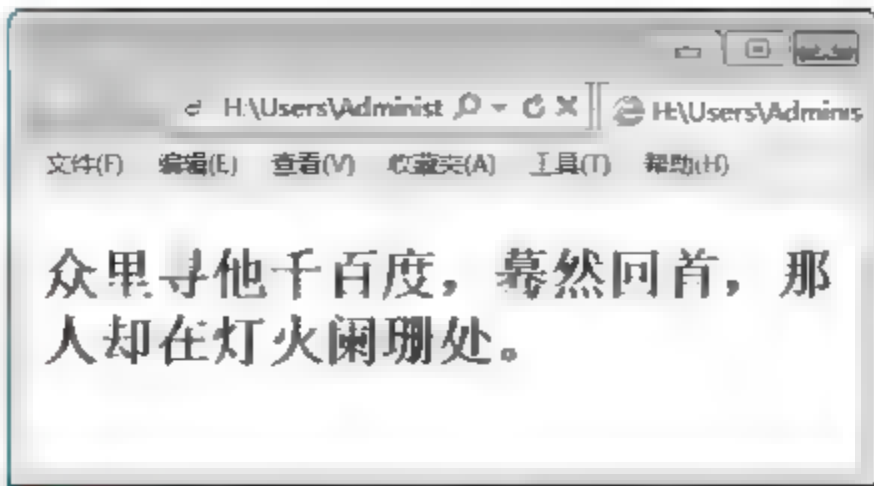 H:\Users\Administ
H:\Users\Adminis
文件(F) 编辑(E) 查看(V) 收藏夹(A) 工具(T) 帮助(H)
众里寻他千百度，蓦然回首，那
人却在灯火阑珊处。